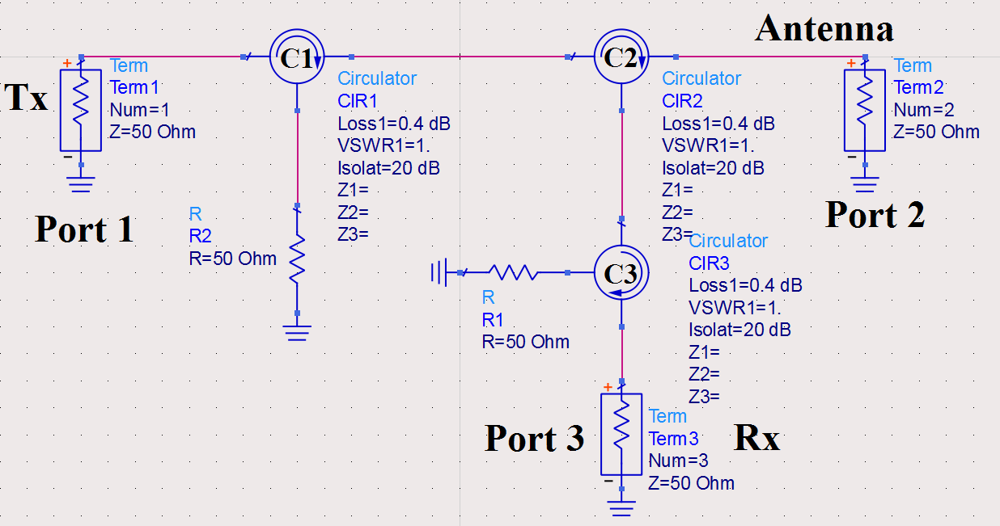 Antenna
Tx
+
Term
Term1
Num=1
Z=50 Ohm
−
Port 1
C1
Circulator
CIR1
Loss1=0.4 dB
VSWR1=1.
Isolat=20 dB
Z1=
Z2=
Z3=
R
R2
R=50 Ohm
C2
Circulator
CIR2
Loss1=0.4 dB
VSWR1=1.
Isolat=20 dB
Z1=
Z2=
Z3=
+
Term
Term2
Num=2
Z=50 Ohm
−
Port 2
C3
Circulator
CIR3
Loss1=0.4 dB
VSWR1=1.
Isolat=20 dB
Z1=
Z2=
Z3=
R
R1
R=50 Ohm
+
Term
Term3
Num=3
Z=50 Ohm
−
Port 3
Rx